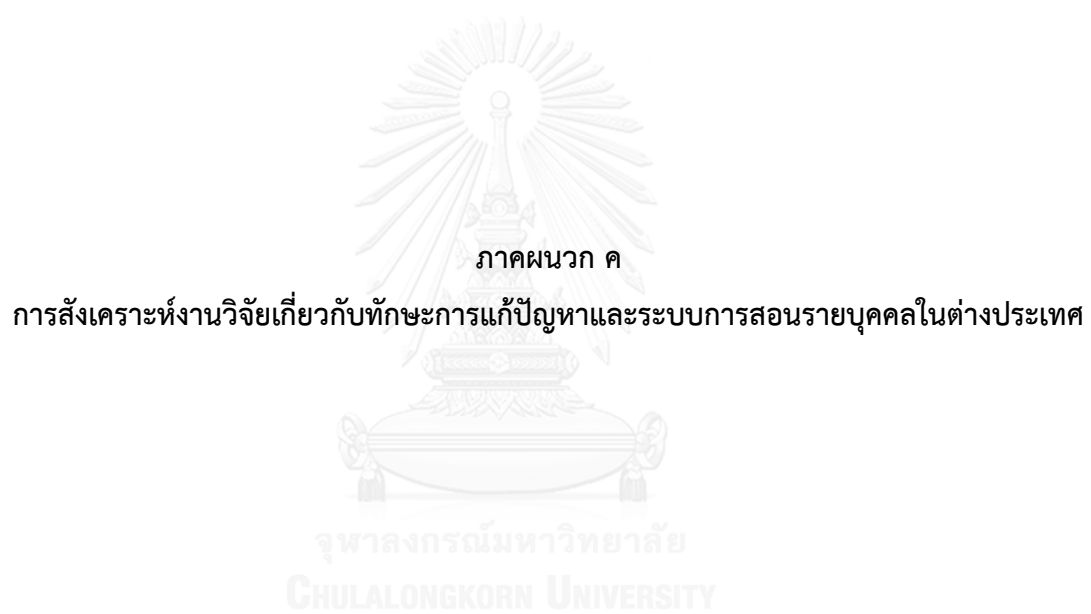 ภาคผนวก ค
การสังเคราะห์งานวิจัยเกี่ยวกับทักษะการแก้ปัญหาและระบบการสอนรายบุคคลในต่างประเทศ
จุฬาลงกรณ์มหาวิทยาลัย
CHULALONGKORN UNIVERSITY